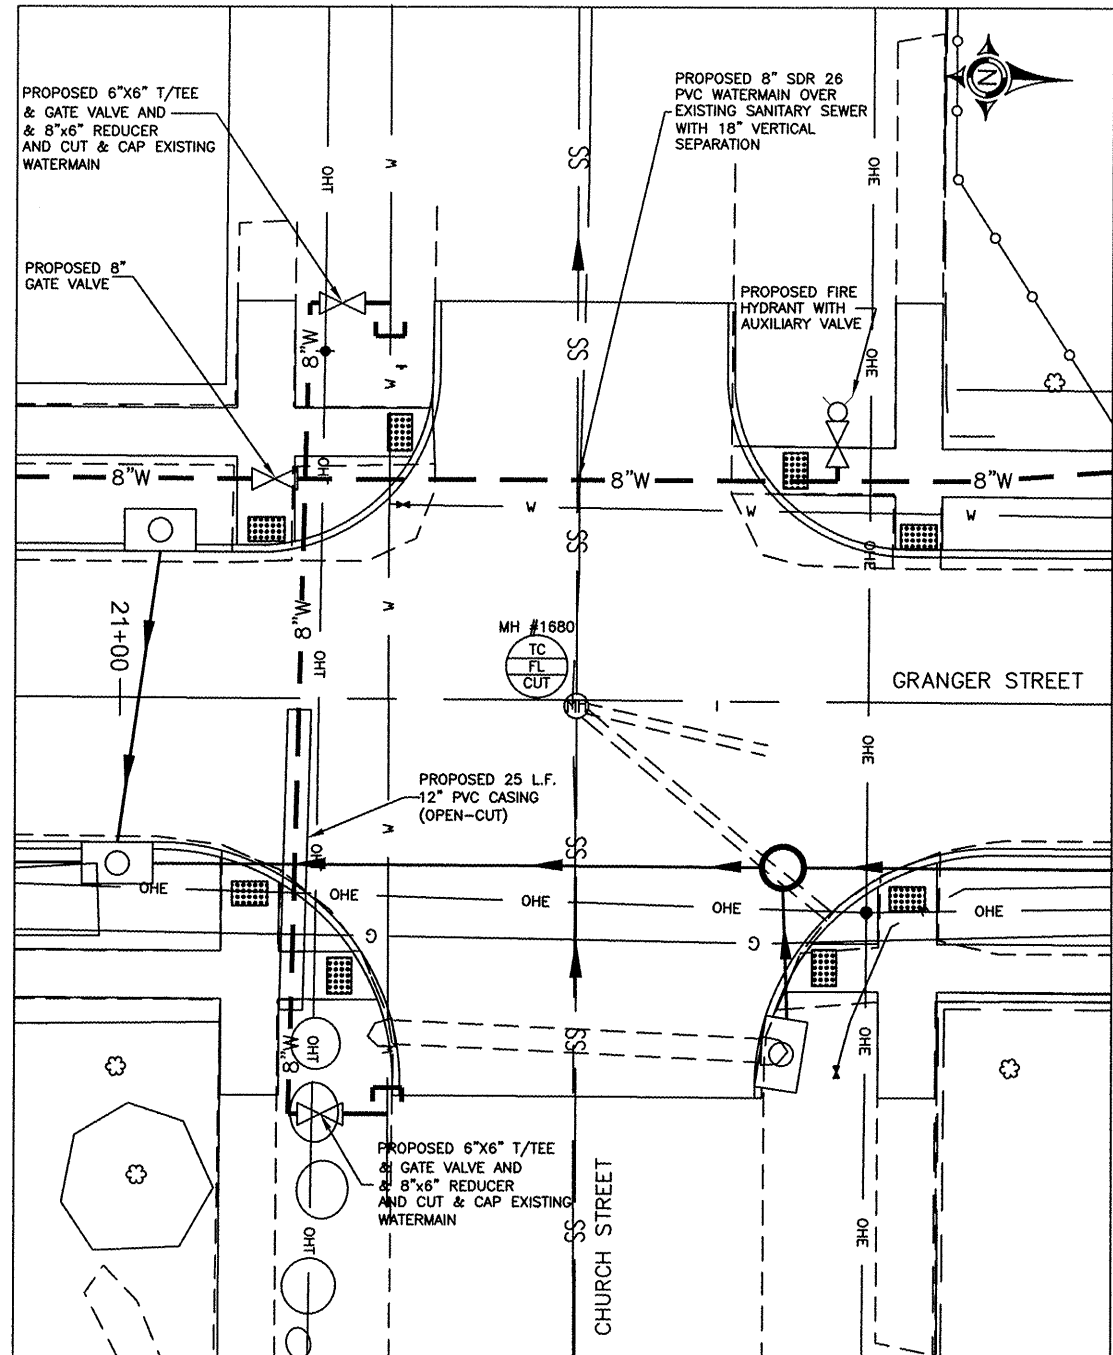 PROPOSED 6"X6" T/TEE
& GATE VALVE AND
& 8"x6" REDUCER
AND CUT & CAP EXISTING
WATERMAIN
PROPOSED 8" SDR 26
PVC WATERMAIN OVER
EXISTING SANITARY SEWER
WITH 18" VERTICAL
SEPARATION
N
W
OHT
SS
OHE
PROPOSED 8"
GATE VALVE
PROPOSED FIRE
HYDRANT WITH
AUXILIARY VALVE
8"W
SS
OHE
W
8"W
OHT
8"W
8"W
W
W
SS
OHE
21+00
8"W
W
OHT
MH #1680
TC
FL
CUT
MH
GRANGER STREET
OHE
PROPOSED 25 L.F.
12" PVC CASING
(OPEN-CUT)
W
OHT
SS
OHE
OHE
OHE
OHE
OHE
G
G
8"W
OHT
SS
PROPOSED 6"X6" T/TEE
& GATE VALVE AND
& 8"x6" REDUCER
AND CUT & CAP EXISTING
WATERMAIN
OHT
SS
CHURCH STREET
OHE